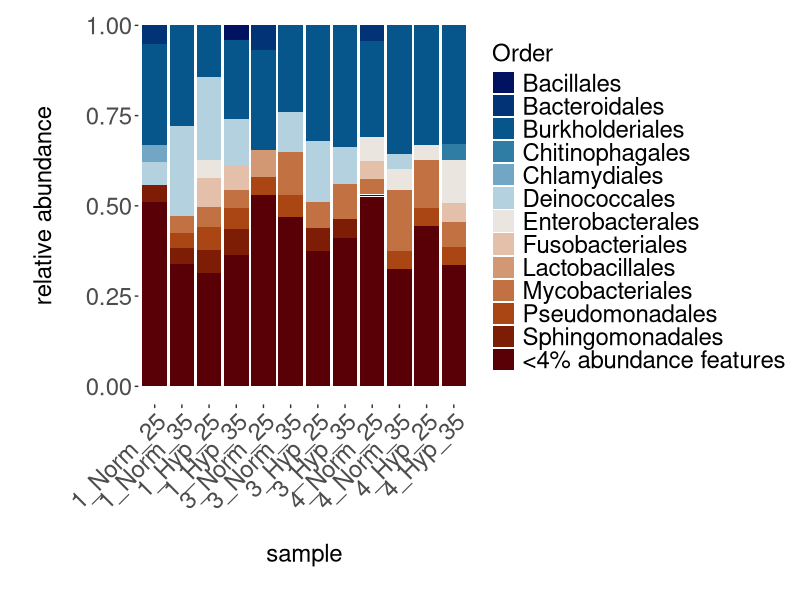 1.00
0.75
0.50
0.25
0.00
relative abundance
1_Norm_25
1_Norm_35
1_Hyp_25
1_Hyp_35
3_Norm_25
3_Norm_35
3_Hyp_25
3_Hyp_35
4_Norm_25
4_Norm_35
4_Hyp_25
4_Hyp_35
sample
Order
Bacillales
Bacteroidales
Burkholderiales
Chitinophagales
Chlamydiales
Deinococcales
Enterobacterales
Fusobacteriales
Lactobacillales
Mycobacteriales
Pseudomonadales
Sphingomonadales
<4% abundance features